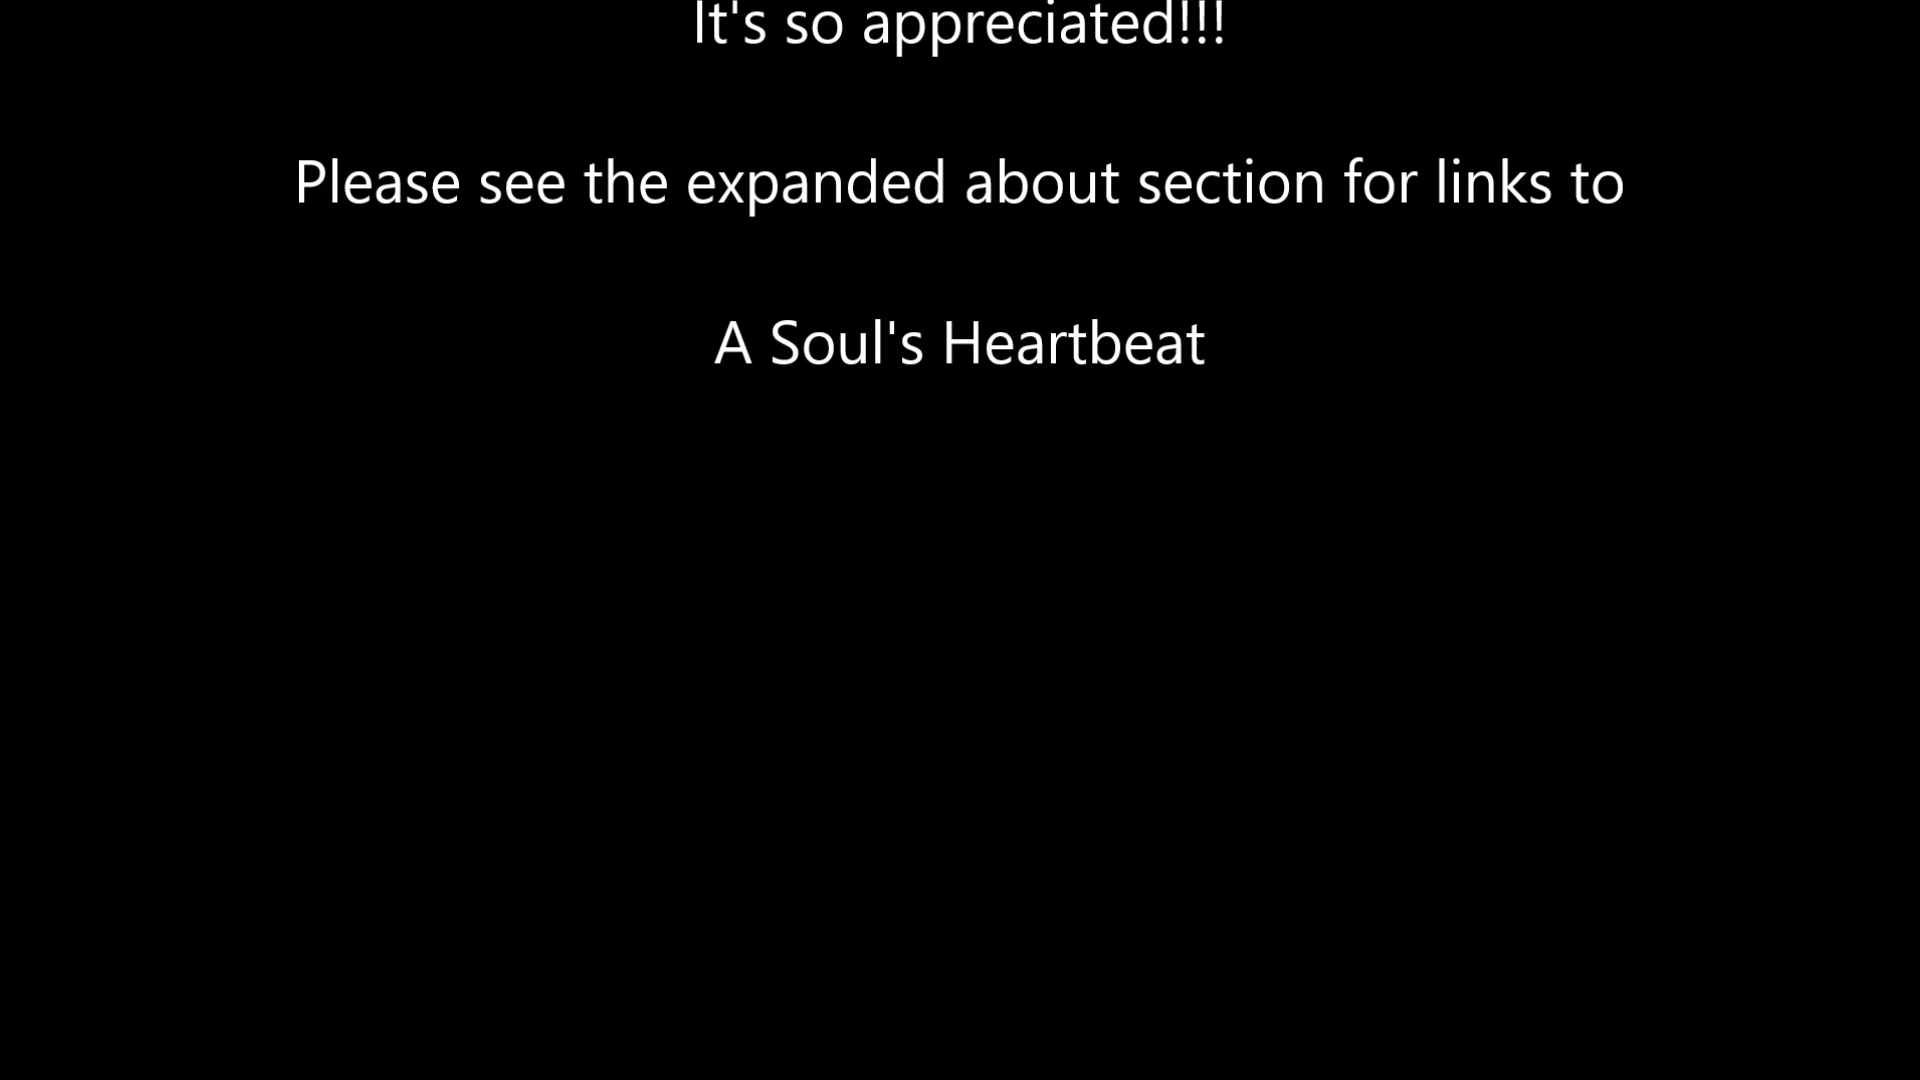 It's so appreciated!!!
Please see the expanded about section for links to
A Soul's Heartbeat